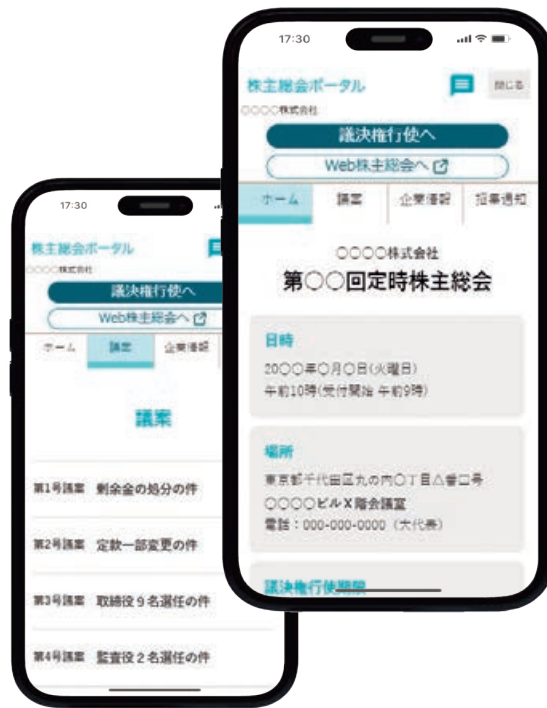 17:30
株主総会ポータル
閉じる
○○○○株式会社
議決権行使へ
Web株主総会へ
ホーム 議案 企業情報 招集通知
○○○○株式会社
第○○回定時株主総会
日時
20○○年○月○日(火曜日)
午前10時(受付開始 午前9時)
場所
東京都千代田区丸の内○丁目△番□号
○○○○ビルX階会議室
電話：000-000-0000（大代表）
議決権行使期限
17:30
株主総会ポータル
○○○○株式会社
議決権行使へ
Web株主総会へ
ホーム 議案 企業情報
議案
第1号議案 剰余金の処分の件
第2号議案 定款一部変更の件
第3号議案 取締役９名選任の件
第4号議案 監査役２名選任の件